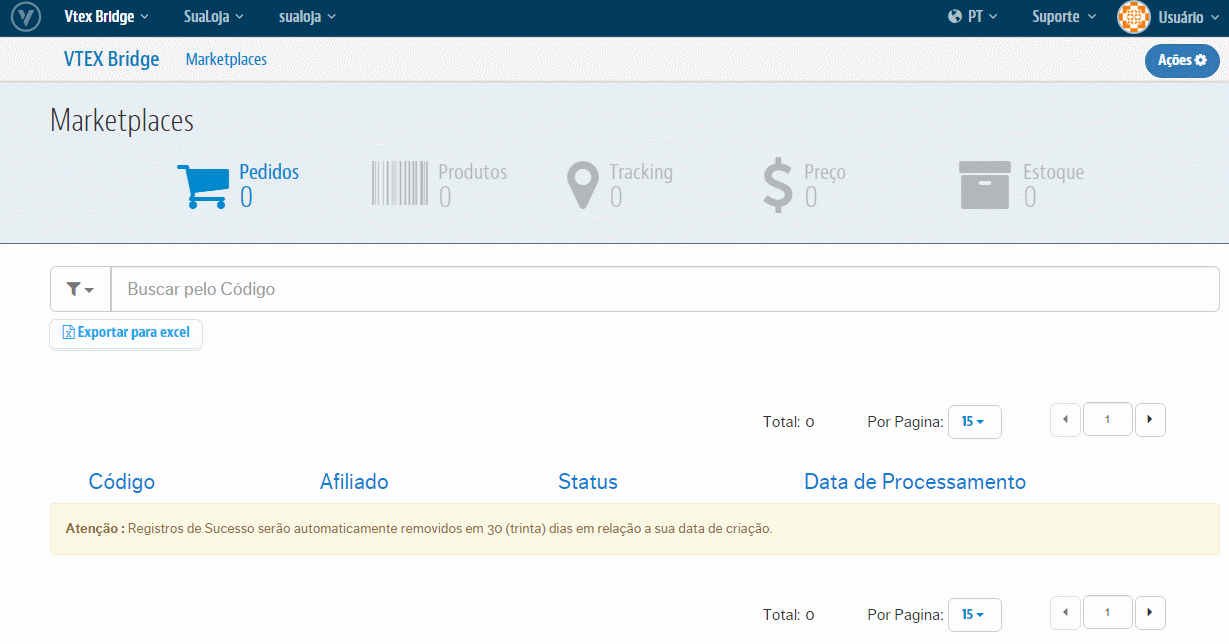 Vtex Bridge SuaLoja sualoja PT Suporte Usuário
VTEX Bridge Marketplaces Ações
Marketplaces
Pedidos Produtos Tracking Preço Estoque
0 0 0 0 0
Buscar pelo Código
Exportar para excel
Total: 0 Por Pagina: 15 1
Código Afiliado Status Data de Processamento
Atenção : Registros de Sucesso serão automaticamente removidos em 30 (trinta) dias em relação a sua data de criação.
Total: 0 Por Pagina: 15 1